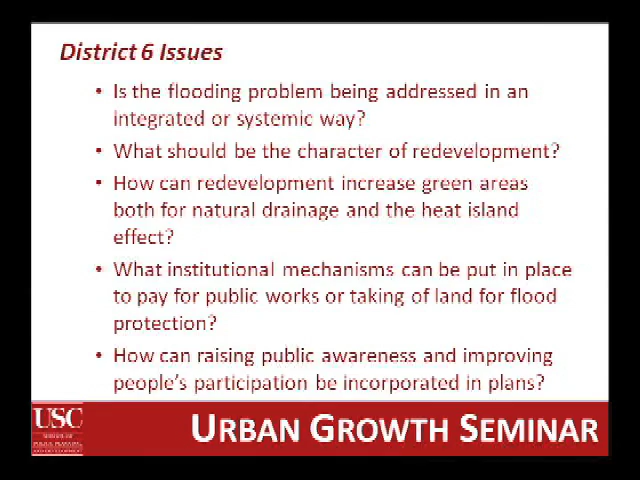 District 6 Issues
• Is the flooding problem being addressed in an
integrated or systemic way?
• What should be the character of redevelopment?
• How can redevelopment increase green areas
both for natural drainage and the heat island
effect?
• What institutional mechanisms can be put in place
to pay for public works or taking of land for flood
protection?
• How can raising public awareness and improving
people's participation be incorporated in plans?
USC
URBAN GROWTH SEMINAR